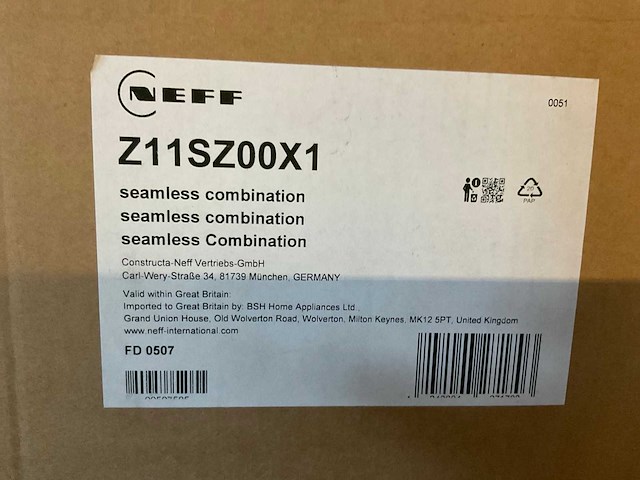 NEFF
0051
Z11SZ00X1
seamless combination
seamless combination
seamless Combination
PAP
Constructa-Neff Vertriebs-GmbH
Carl-Wery-Straße 34, 81739 München, GERMANY
Valid within Great Britain:
Imported to Great Britain by: BSH Home Appliances Ltd.
Grand Union House, Old Wolverton Road, Wolverton, Milton Keynes, MK12 5PT, United Kingdom
www.neff-international.com
FD 0507